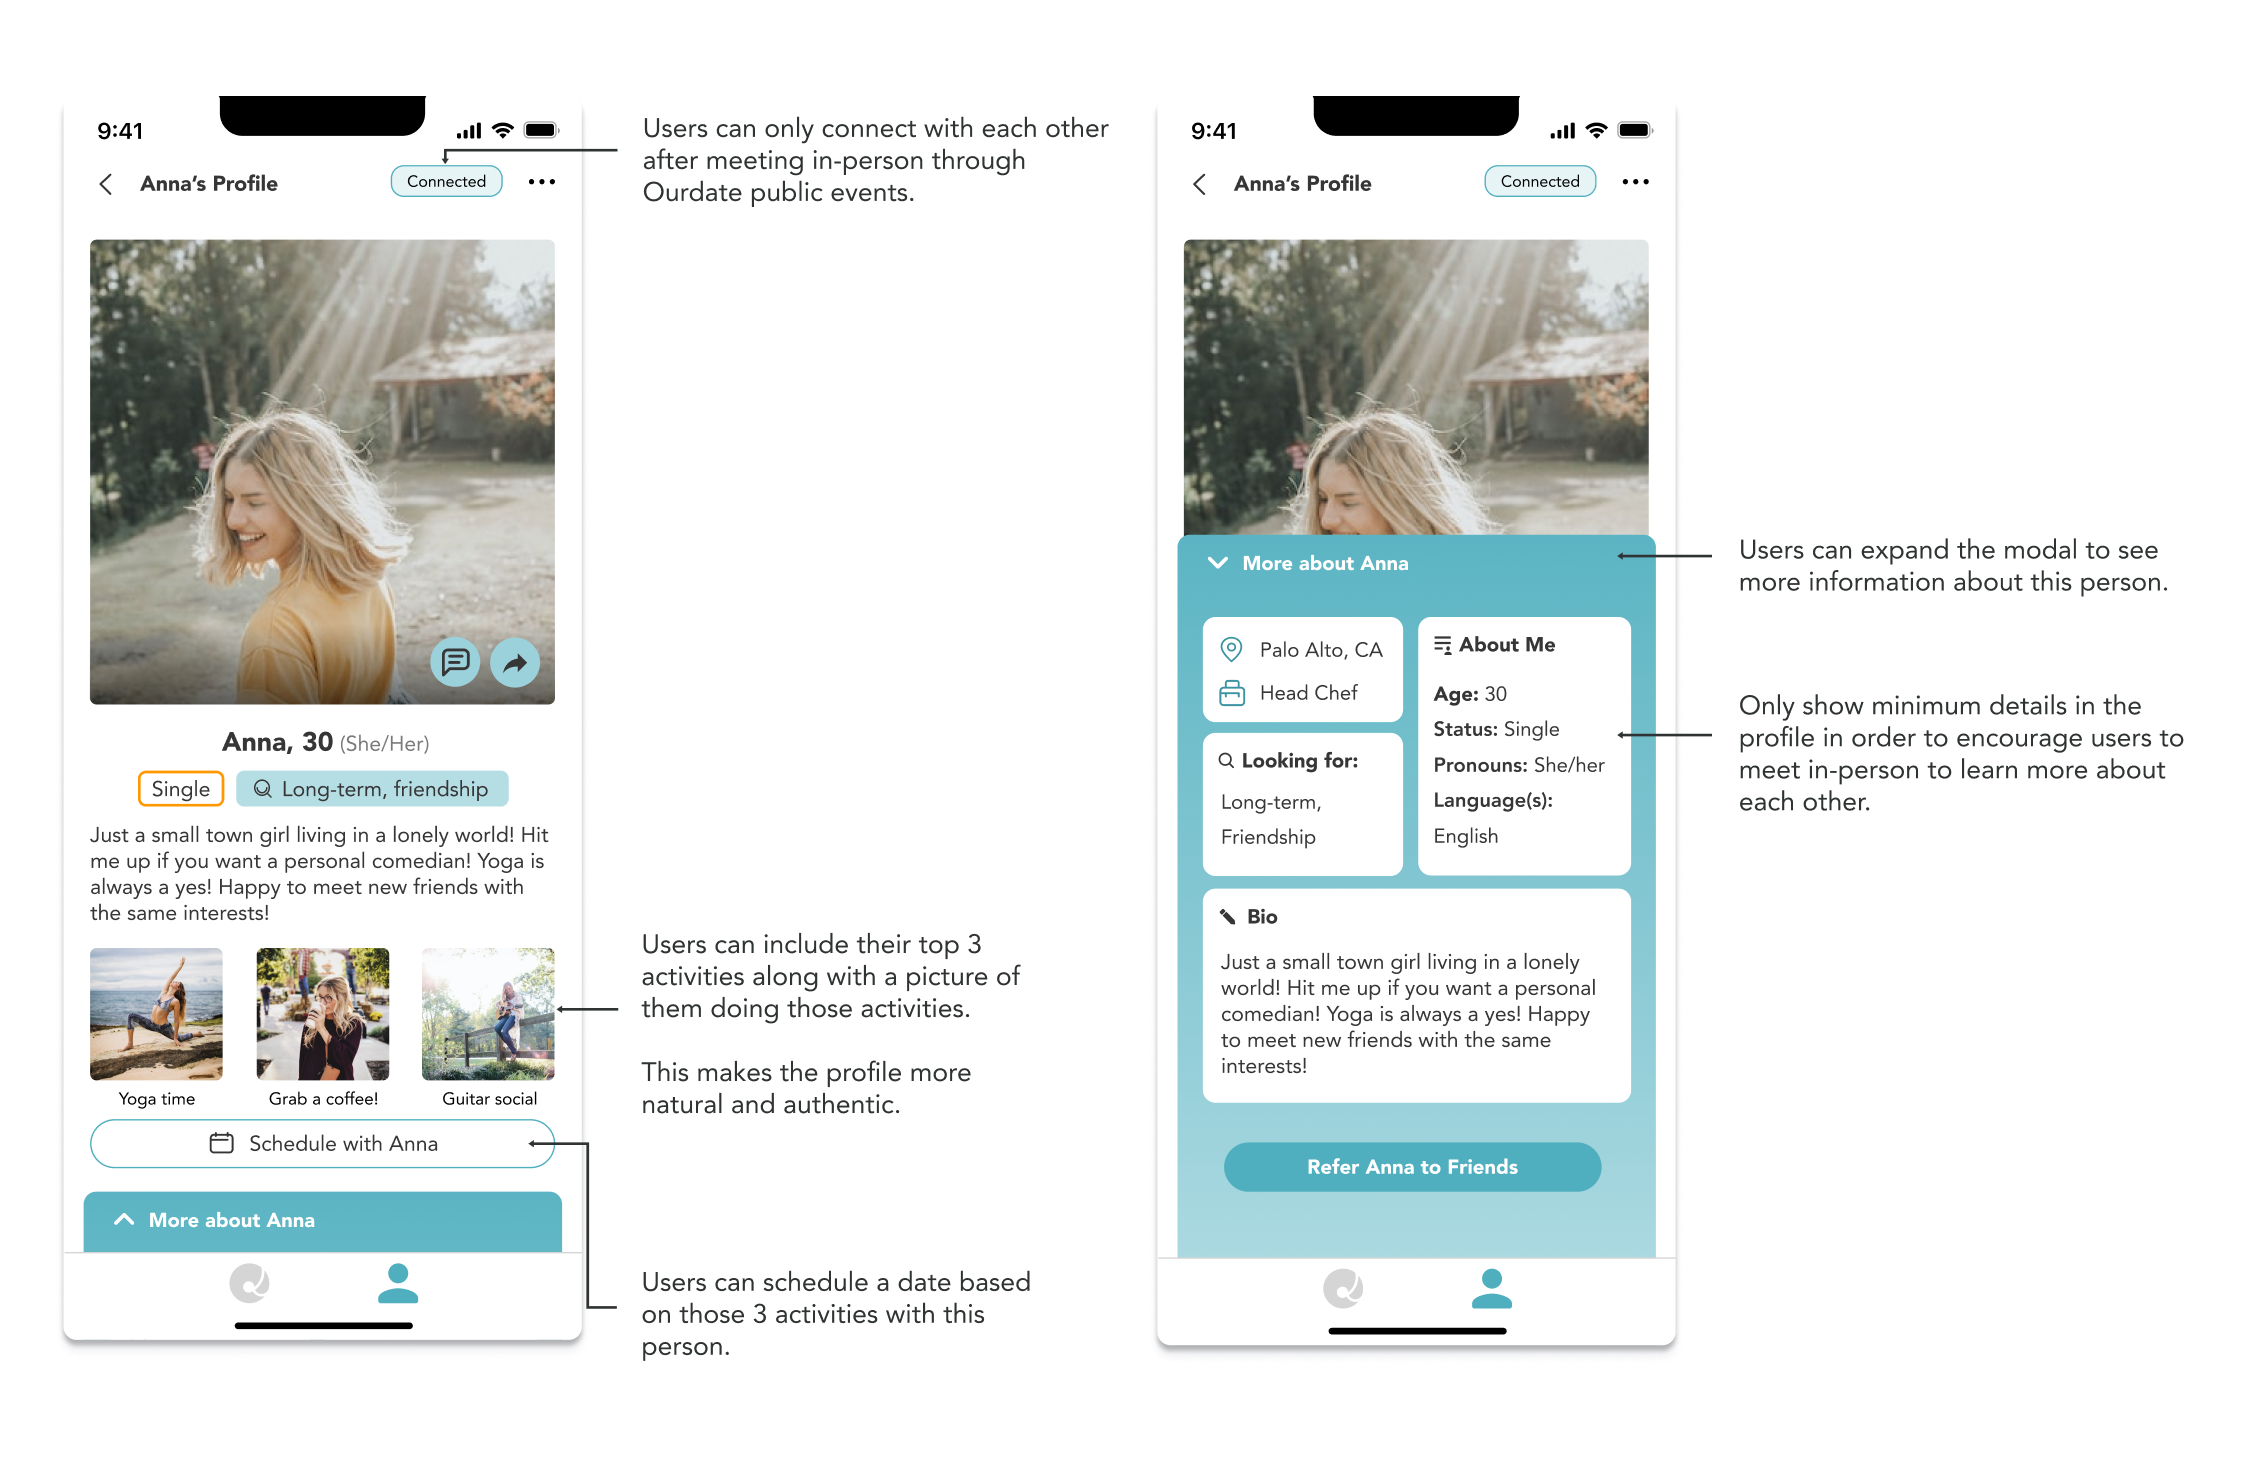 9:41
Anna's Profile
Connected
Anna, 30 (She/Her)
Single
Long-term, friendship
Just a small town girl living in a lonely world! Hit
me up if you want a personal comedian! Yoga is
always a yes! Happy to meet new friends with
the same interests!
Yoga time
Grab a coffee!
Guitar social
Schedule with Anna
More about Anna
Users can only connect with each other
after meeting in-person through
Ourdate public events.
Users can include their top 3
activities along with a picture of
them doing those activities.
This makes the profile more
natural and authentic.
Users can schedule a date based
on those 3 activities with this
person.
9:41
Anna's Profile
Connected
More about Anna
Palo Alto, CA
Head Chef
Looking for:
Long-term,
Friendship
About Me
Age: 30
Status: Single
Pronouns: She/her
Language(s):
English
Bio
Just a small town girl living in a lonely
world! Hit me up if you want a personal
comedian! Yoga is always a yes! Happy
to meet new friends with the same
interests!
Refer Anna to Friends
Users can expand the modal to see
more information about this person.
Only show minimum details in the
profile in order to encourage users to
meet in-person to learn more about
each other.